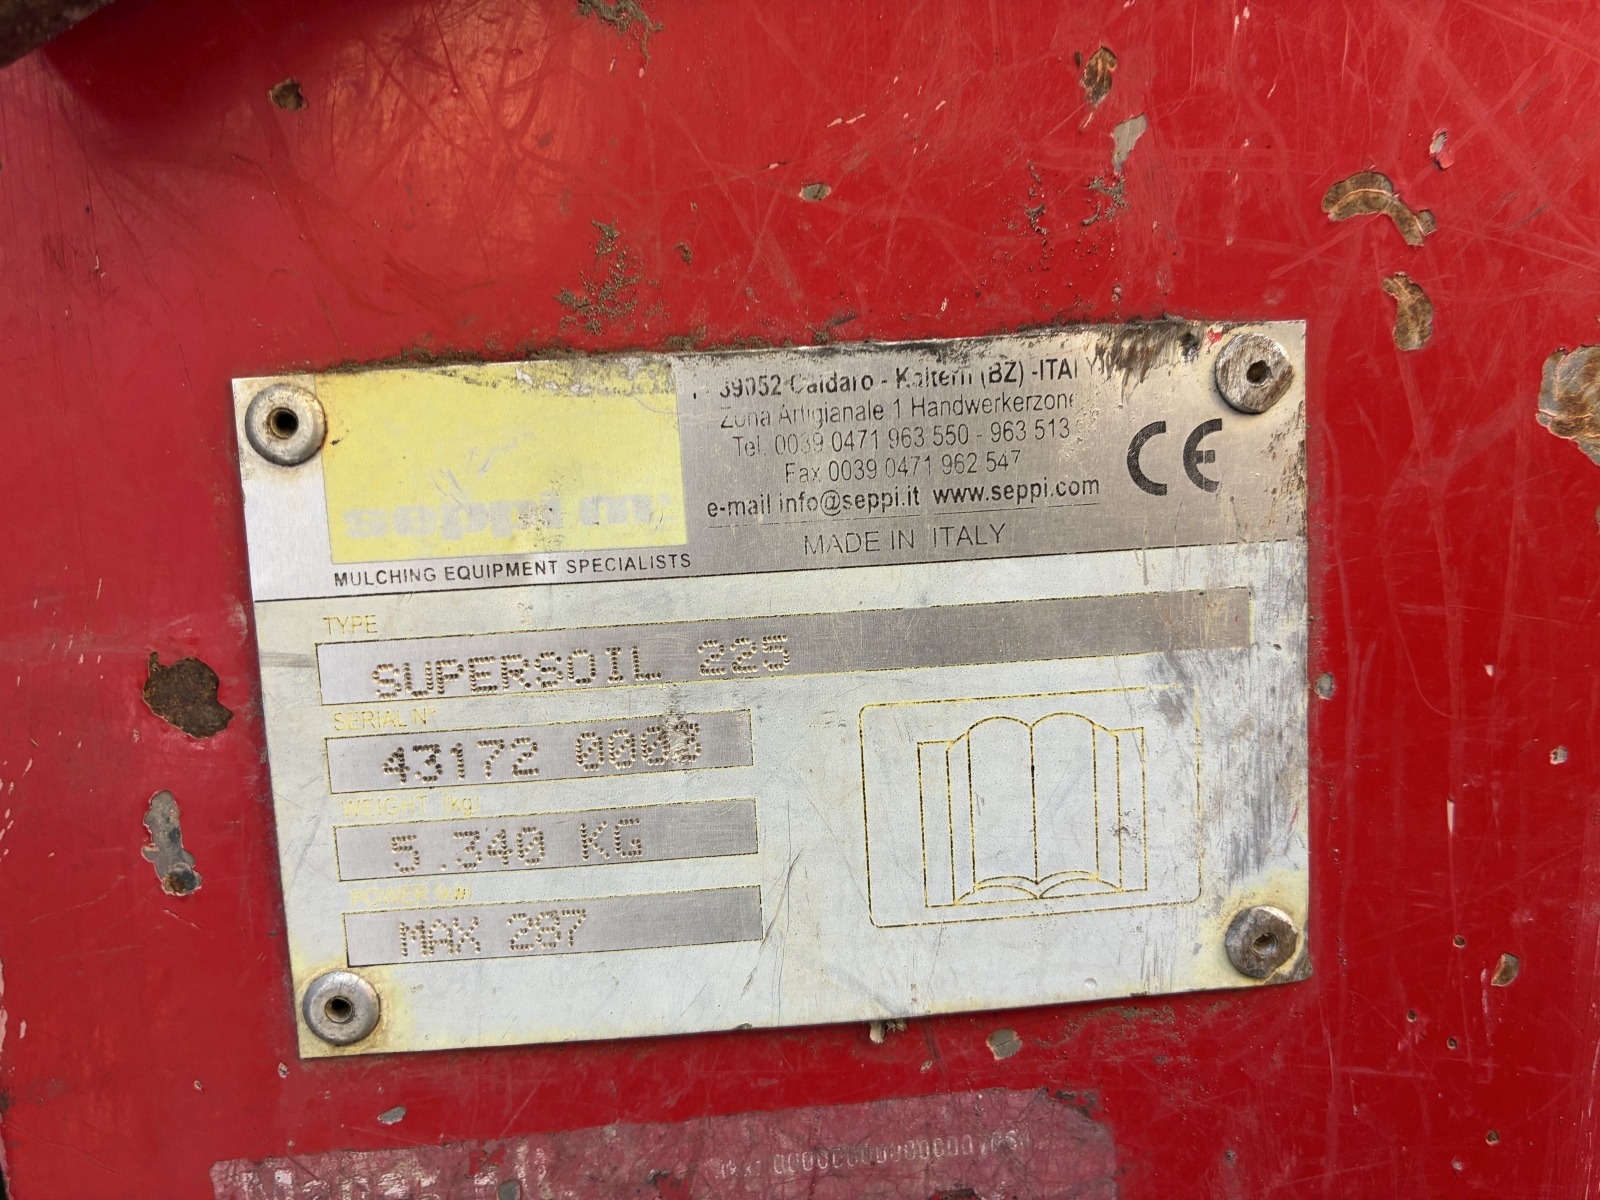 seppi m.
MULCHING EQUIPMENT SPECIALISTS
39052 Caldaro - Kaltern (BZ) -ITALY
Zona Artigianale 1 Handwerkerzone
Tel. 0039 0471 963 550 - 963 513
Fax 0039 0471 962 547
e-mail info@seppi.it www.seppi.com
MADE IN ITALY
CE
TYPE
SUPERSOIL 225
SERIAL N°
43172 0003
WEIGHT (kg)
5.340 KG
POWER (kw)
MAX 287